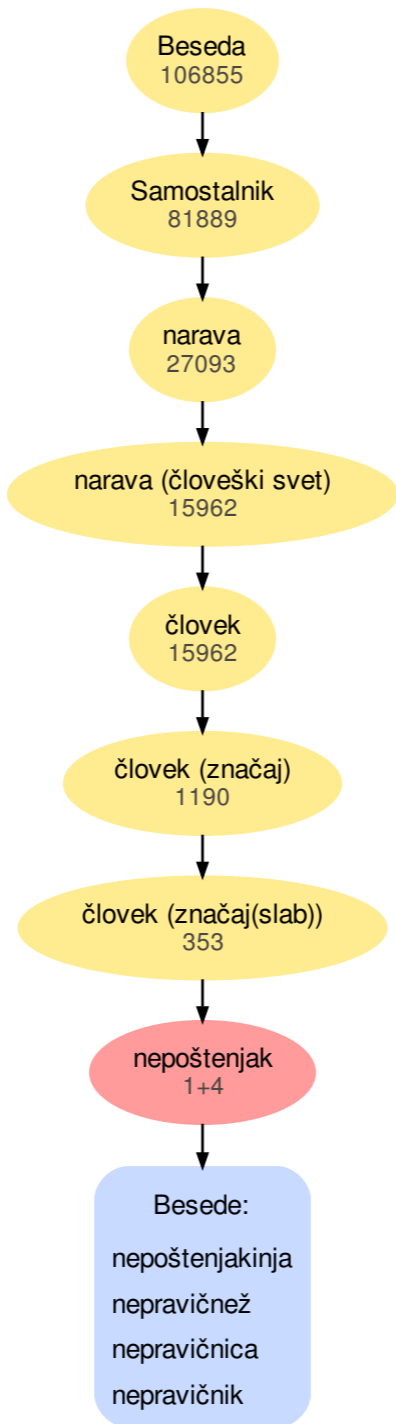 Beseda
106855
Samostalnik
81889
narava
27093
narava (človeški svet)
15962
človek
15962
človek (značaj)
1190
človek (značaj(slab))
353
nepoštenjak
1+4
Besede:
nepoštenjakinja
nepravičnež
nepravičnica
nepravičnik